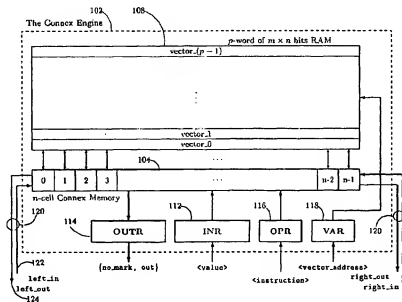 The Connex Engine
102
108
p-word of m × n bits RAM
vector_(p − 1)
⋮
vector_1
vector_0
104
0 1 2 3 ··· n-2 n-1
n-cell Connex Memory
120 114 112 116 118 120
OUTR INR OPR VAR
122
(no_mark, out) <value> <vector_address>
left_in <instruction> right_out
left_out right_in
124